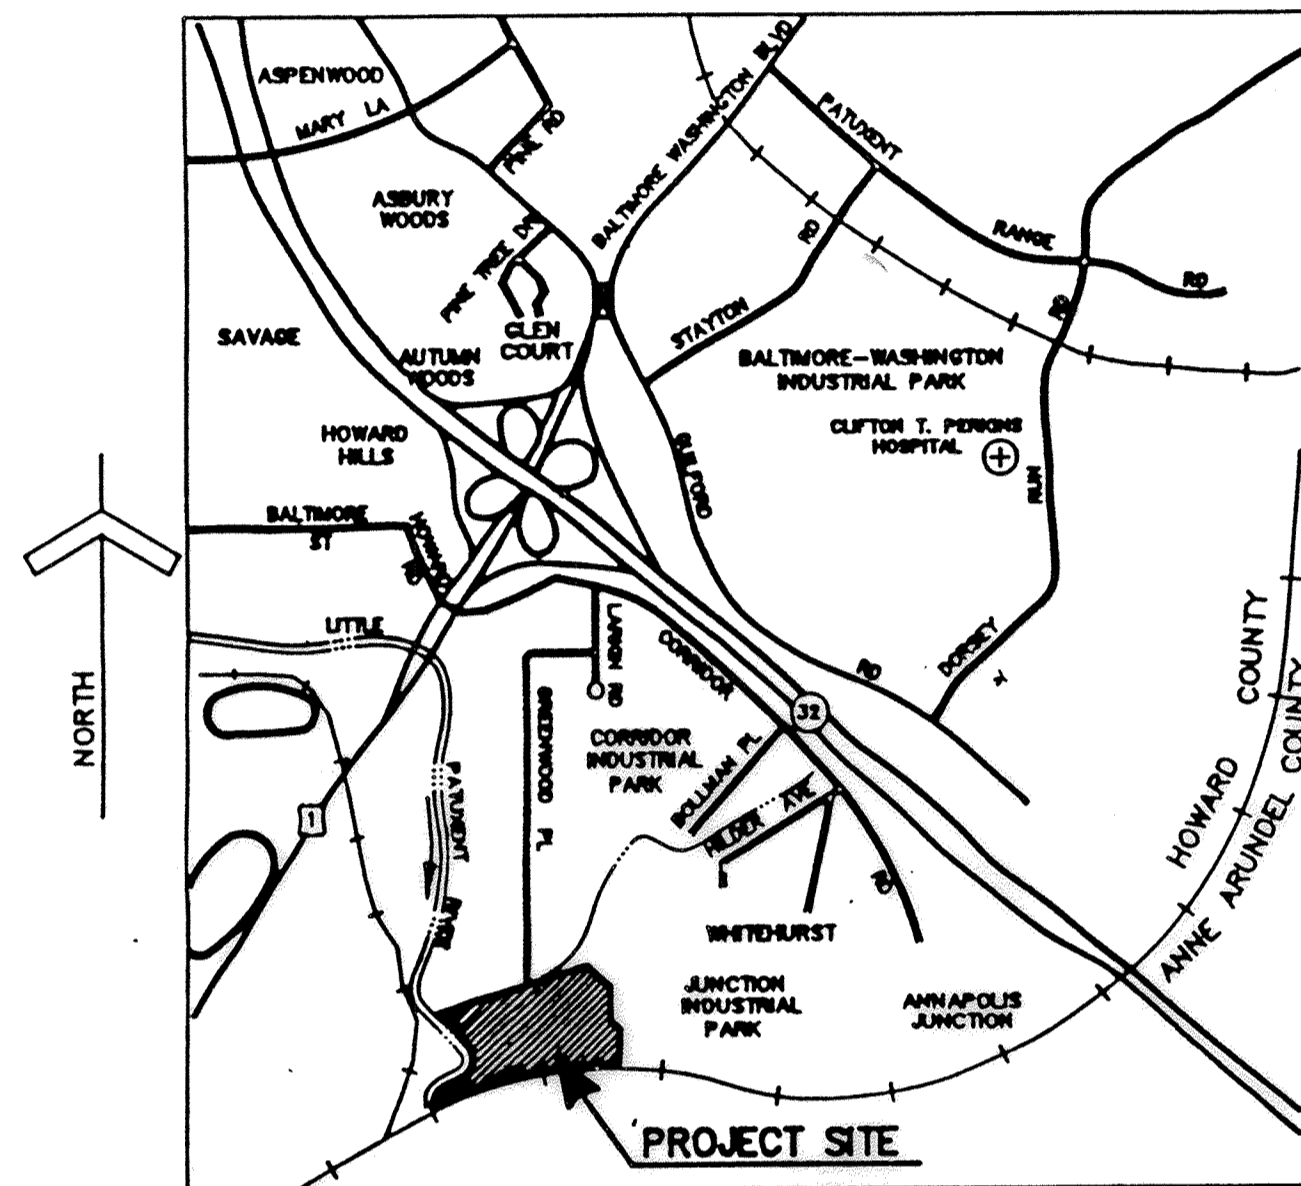 ASPENWOOD
MARY LA
PINE RD
BALTIMORE WASHINGTON BLVD
PATUXENT
RANGE
RD
ASBURY
WOODS
PINE TREE DR
RD
STAYTON
RD
SAVAGE
GLEN
COURT
AUTUMN
WOODS
BALTIMORE-WASHINGTON
INDUSTRIAL PARK
CLIFTON T. PERKINS
HOSPITAL
HOWARD
HILLS
GUILFORD
RUN
BALTIMORE
ST
HOWARD
RD
LITTLE
LARKIN RD
CORRIDOR
RD
DORSEY
NORTH
GREENWOOD PL
32
CORRIDOR
INDUSTRIAL
PARK
BOLLMAN PL
HOWARD COUNTY
ANNE ARUNDEL COUNTY
1
PATUXENT
RIVER
AVE
RD
WHITEHURST
JUNCTION
INDUSTRIAL
PARK
ANNAPOLIS
JUNCTION
PROJECT SITE